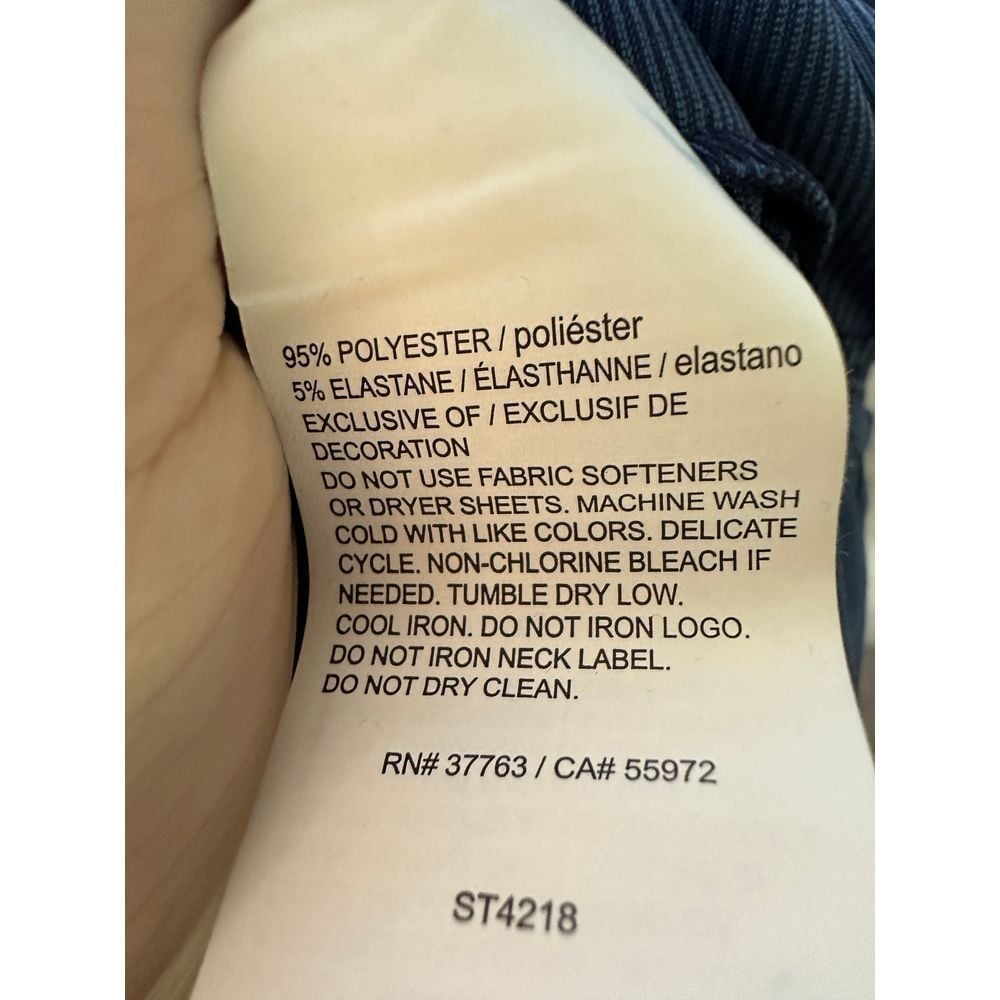 95% POLYESTER / poliéster
5% ELASTANE / ÉLASTHANNE / elastano
EXCLUSIVE OF / EXCLUSIF DE
DECORATION
DO NOT USE FABRIC SOFTENERS
OR DRYER SHEETS. MACHINE WASH
COLD WITH LIKE COLORS. DELICATE
CYCLE. NON-CHLORINE BLEACH IF
NEEDED. TUMBLE DRY LOW.
COOL IRON. DO NOT IRON LOGO.
DO NOT IRON NECK LABEL.
DO NOT DRY CLEAN.
RN# 37763 / CA# 55972
ST4218